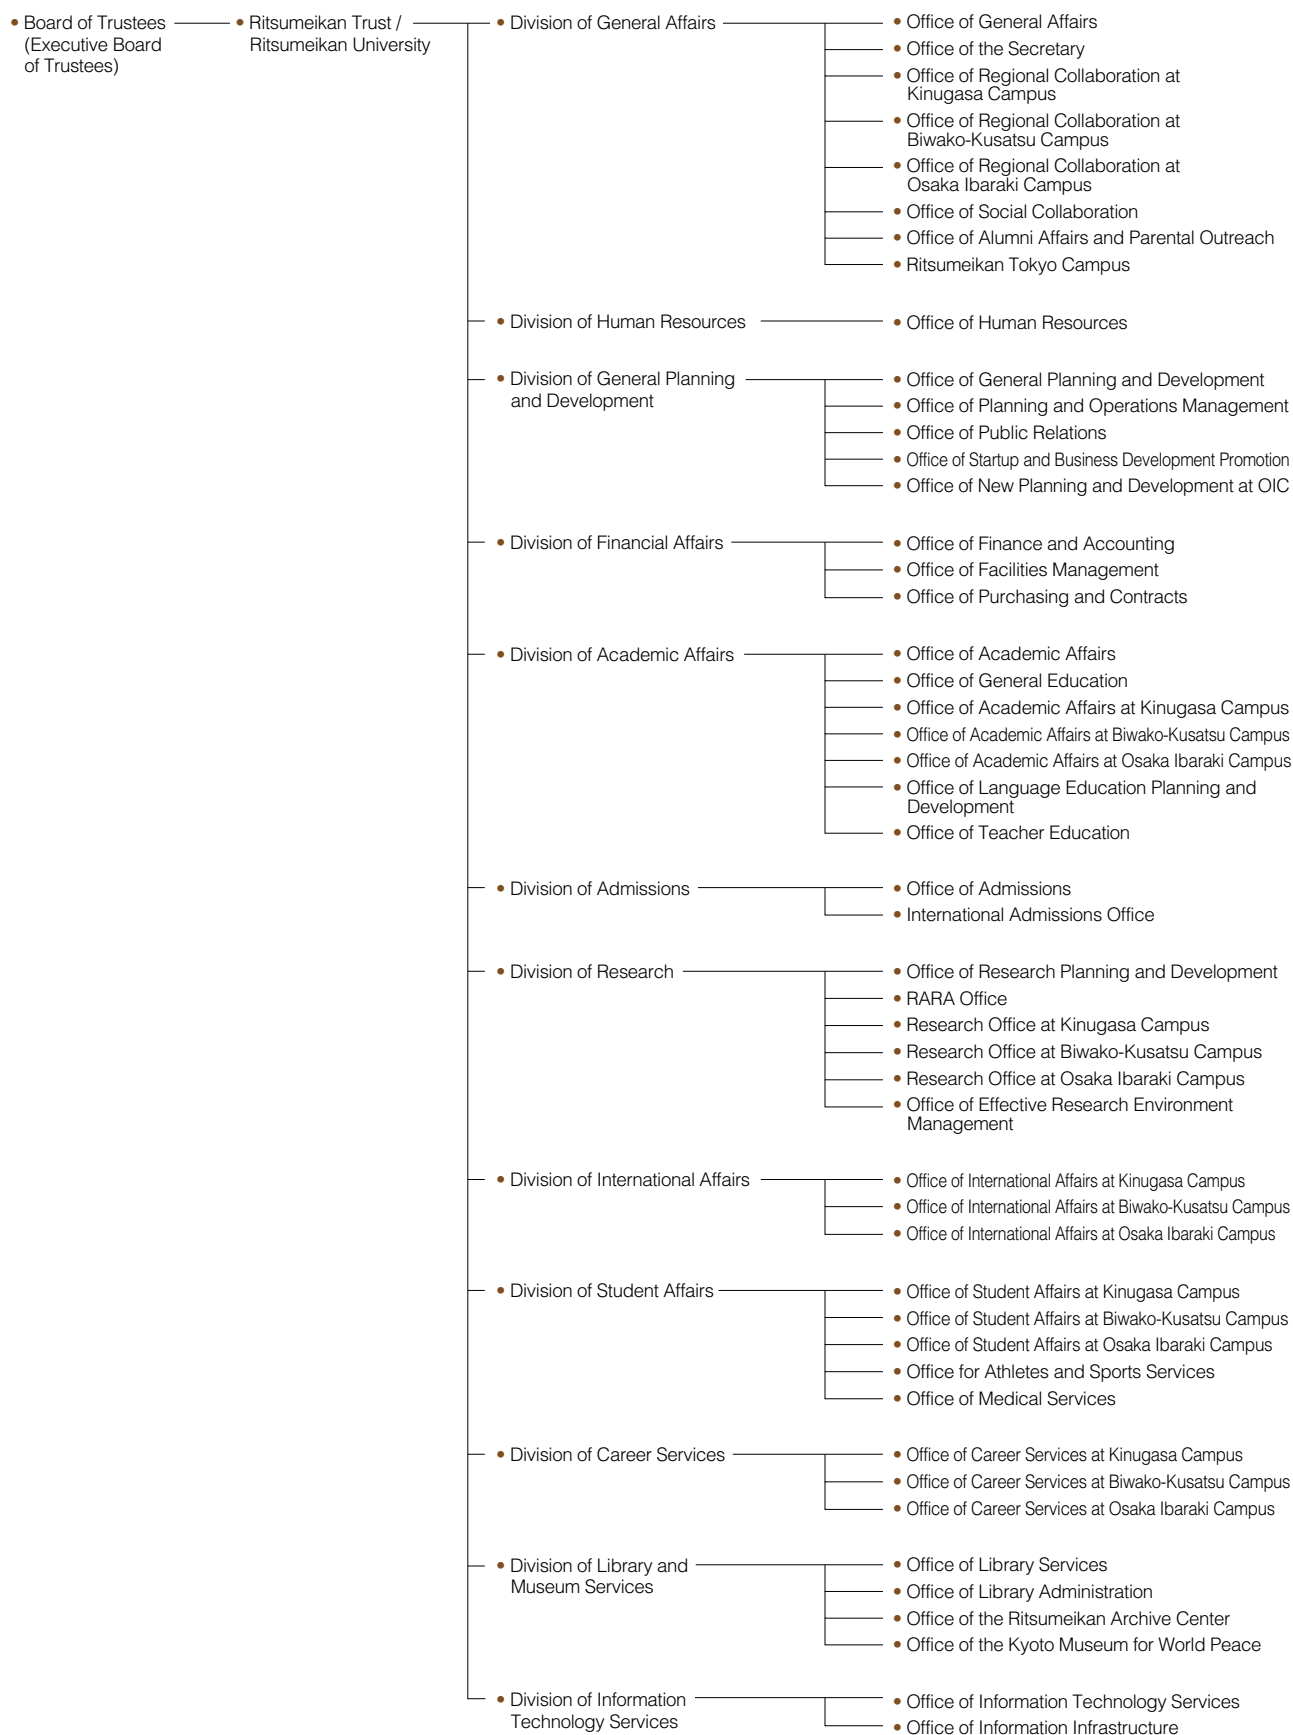 • Board of Trustees
(Executive Board
of Trustees)
• Ritsumeikan Trust /
Ritsumeikan University
• Division of General Affairs
• Office of General Affairs
• Office of the Secretary
• Office of Regional Collaboration at
Kinugasa Campus
• Office of Regional Collaboration at
Biwako-Kusatsu Campus
• Office of Regional Collaboration at
Osaka Ibaraki Campus
• Office of Social Collaboration
• Office of Alumni Affairs and Parental Outreach
• Ritsumeikan Tokyo Campus
• Division of Human Resources
• Office of Human Resources
• Division of General Planning
and Development
• Office of General Planning and Development
• Office of Planning and Operations Management
• Office of Public Relations
• Office of Startup and Business Development Promotion
• Office of New Planning and Development at OIC
• Division of Financial Affairs
• Office of Finance and Accounting
• Office of Facilities Management
• Office of Purchasing and Contracts
• Division of Academic Affairs
• Office of Academic Affairs
• Office of General Education
• Office of Academic Affairs at Kinugasa Campus
• Office of Academic Affairs at Biwako-Kusatsu Campus
• Office of Academic Affairs at Osaka Ibaraki Campus
• Office of Language Education Planning and
Development
• Office of Teacher Education
• Division of Admissions
• Office of Admissions
• International Admissions Office
• Division of Research
• Office of Research Planning and Development
• RARA Office
• Research Office at Kinugasa Campus
• Research Office at Biwako-Kusatsu Campus
• Research Office at Osaka Ibaraki Campus
• Office of Effective Research Environment
Management
• Division of International Affairs
• Office of International Affairs at Kinugasa Campus
• Office of International Affairs at Biwako-Kusatsu Campus
• Office of International Affairs at Osaka Ibaraki Campus
• Division of Student Affairs
• Office of Student Affairs at Kinugasa Campus
• Office of Student Affairs at Biwako-Kusatsu Campus
• Office of Student Affairs at Osaka Ibaraki Campus
• Office for Athletes and Sports Services
• Office of Medical Services
• Division of Career Services
• Office of Career Services at Kinugasa Campus
• Office of Career Services at Biwako-Kusatsu Campus
• Office of Career Services at Osaka Ibaraki Campus
• Division of Library and
Museum Services
• Office of Library Services
• Office of Library Administration
• Office of the Ritsumeikan Archive Center
• Office of the Kyoto Museum for World Peace
• Division of Information
Technology Services
• Office of Information Technology Services
• Office of Information Infrastructure